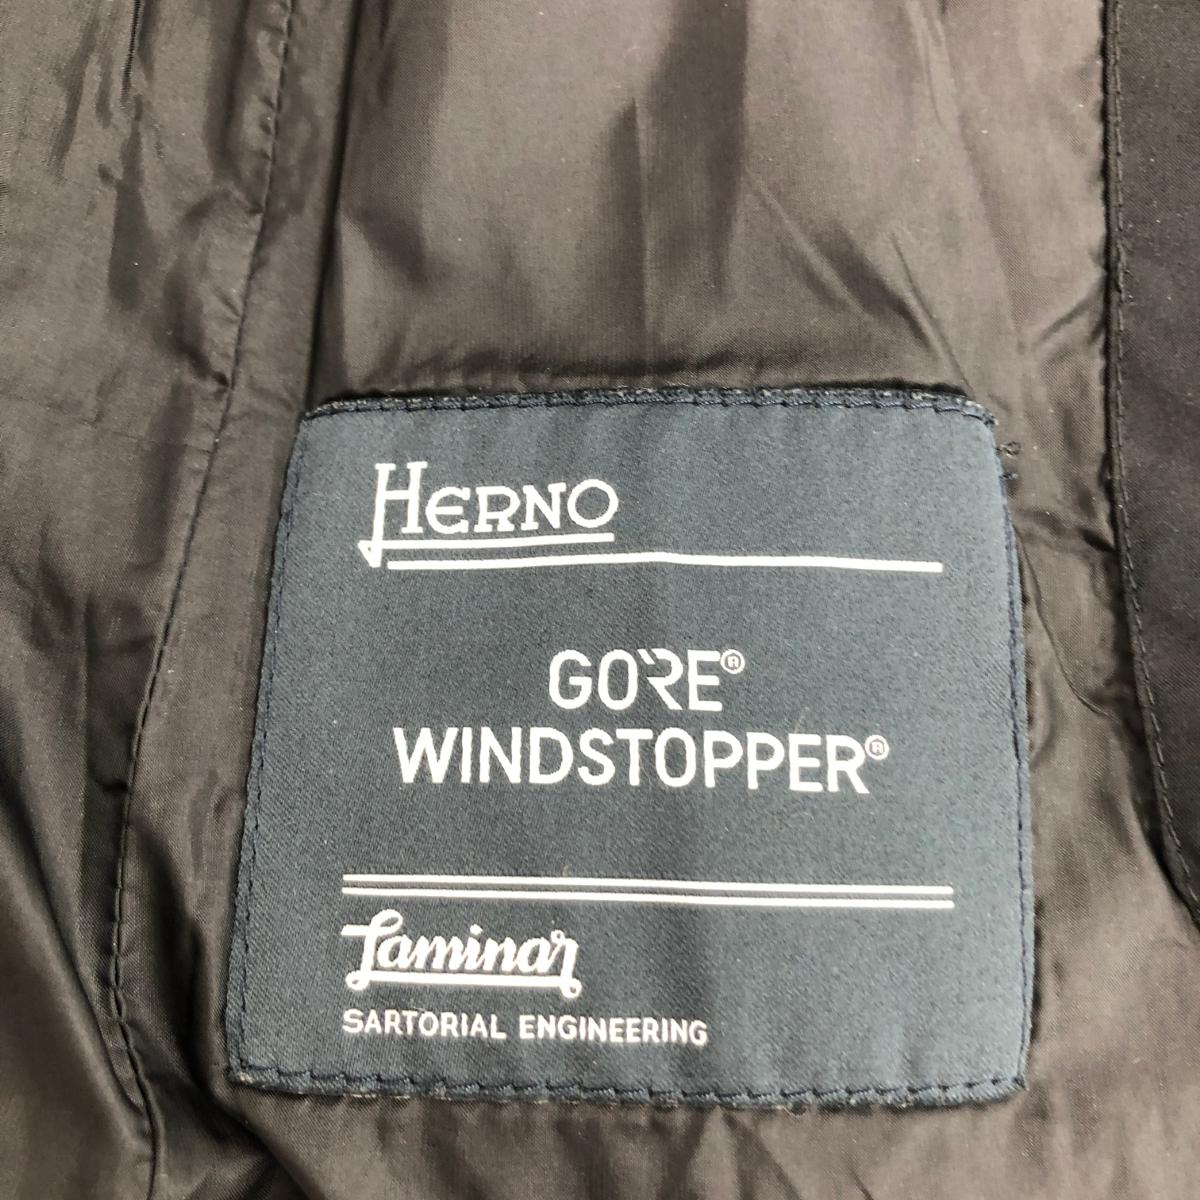 HERNO
GORE®
WINDSTOPPER®
Laminar
SARTORIAL ENGINEERING